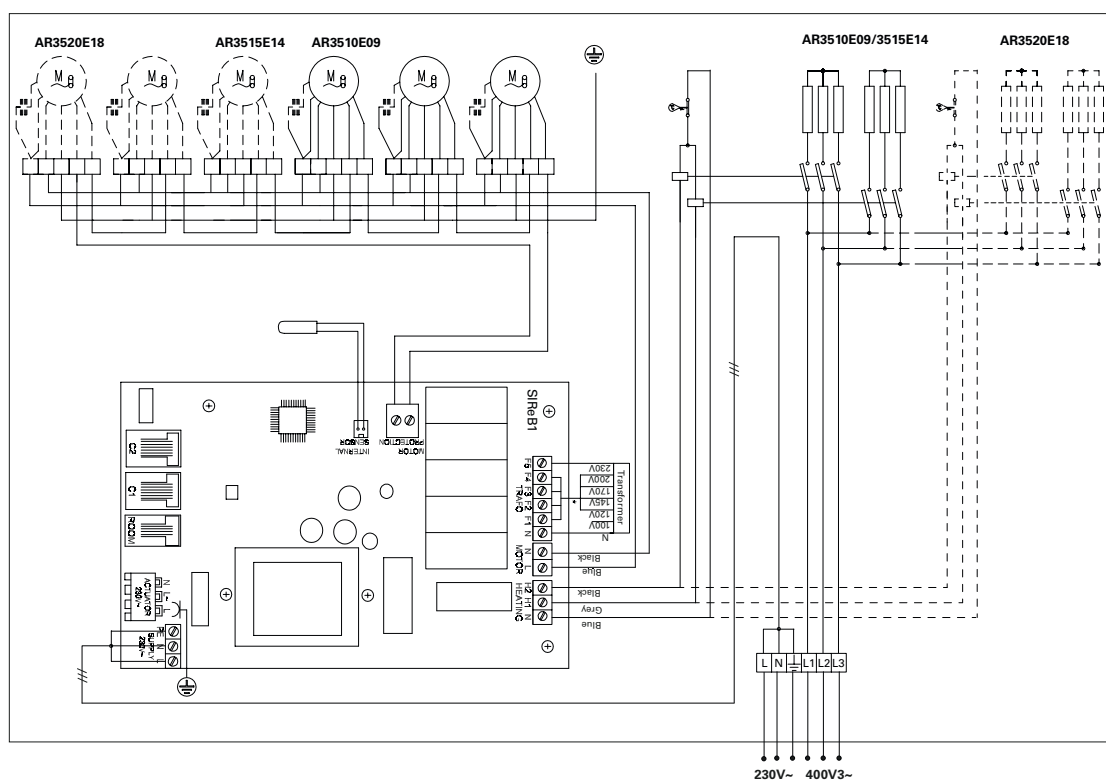 AR3520E18
AR3515E14
AR3510E09
AR3510E09/3515E14
AR3520E18
M
M
M
M
M
M
SIReB1
INTERNAL
SENSOR
MOTOR
PROTECTION
C2
C1
ROOM
ACTUATOR
230V~
N
L~
L
SUPPLY
230V~
PE
N
L
F5
F4
F3
F2
F1
N
TRAFO
230V
200V
170V
145V
120V
100V
N
*
Transformer
N
L
MOTOR
Black
Blue
H2
H1
N
HEATING
Black
Grey
Blue
L N L1 L2 L3
230V~ 400V3~